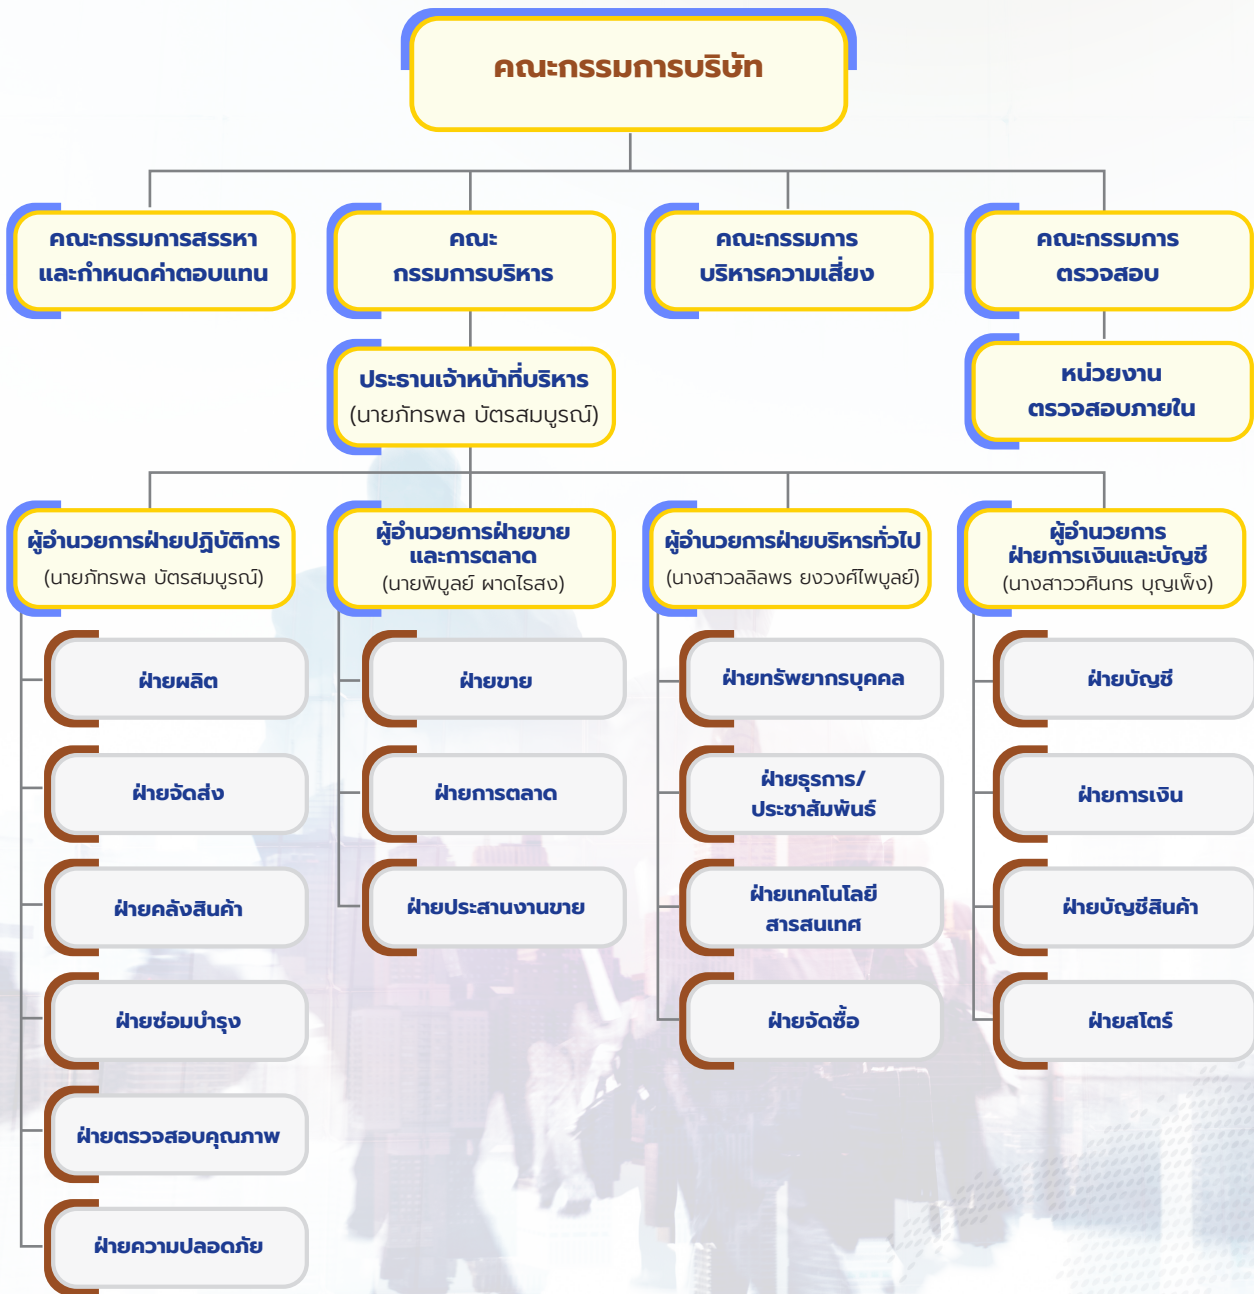 คณะกรรมการบริษัท
คณะกรรมการสรรหา
และกำหนดค่าตอบแทน
คณะ
กรรมการบริหาร
คณะกรรมการ
บริหารความเสี่ยง
คณะกรรมการ
ตรวจสอบ
ประธานเจ้าหน้าที่บริหาร
(นายภัทรพล บัตรสมบูรณ์)
หน่วยงาน
ตรวจสอบภายใน
ผู้อำนวยการฝ่ายปฏิบัติการ
(นายภัทรพล บัตรสมบูรณ์)
ผู้อำนวยการฝ่ายขาย
และการตลาด
(นายพิบูลย์ ผาดไธสง)
ผู้อำนวยการฝ่ายบริหารทั่วไป
(นางสาวลลิลพร ยงวงศ์ไพบูลย์)
ผู้อำนวยการ
ฝ่ายการเงินและบัญชี
(นางสาววศินกร บุญเพ็ง)
ฝ่ายผลิต
ฝ่ายจัดส่ง
ฝ่ายคลังสินค้า
ฝ่ายซ่อมบำรุง
ฝ่ายตรวจสอบคุณภาพ
ฝ่ายความปลอดภัย
ฝ่ายขาย
ฝ่ายการตลาด
ฝ่ายประสานงานขาย
ฝ่ายทรัพยากรบุคคล
ฝ่ายธุรการ/
ประชาสัมพันธ์
ฝ่ายเทคโนโลยี
สารสนเทศ
ฝ่ายจัดซื้อ
ฝ่ายบัญชี
ฝ่ายการเงิน
ฝ่ายบัญชีสินค้า
ฝ่ายสโตร์